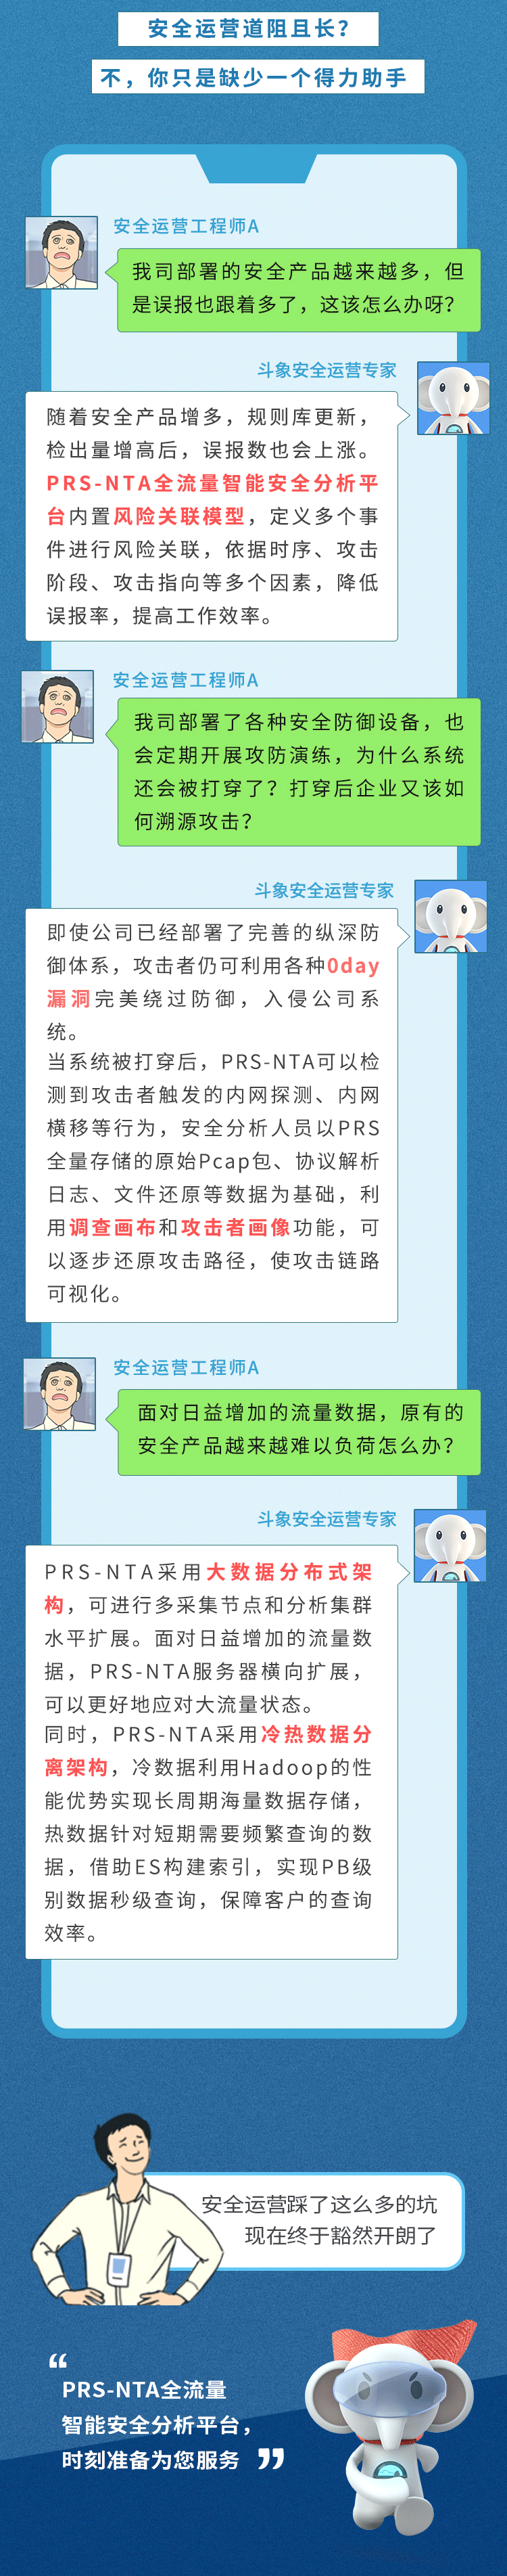 安全运营道阻且长？
不，你只是缺少一个得力助手
安全运营工程师A
我司部署的安全产品越来越多，但
是误报也跟着多了，这该怎么办呀？
斗象安全运营专家
随着安全产品增多，规则库更新，
检出量增高后，误报数也会上涨。
PRS-NTA全流量智能安全分析平
台内置风险关联模型，定义多个事
件进行风险关联，依据时序、攻击
阶段、攻击指向等多个因素，降低
误报率，提高工作效率。
安全运营工程师A
我司部署了各种安全防御设备，也
会定期开展攻防演练，为什么系统
还会被打穿了？打穿后企业又该如
何溯源攻击？
斗象安全运营专家
即使公司已经部署了完善的纵深防
御体系，攻击者仍可利用各种0day
漏洞完美绕过防御，入侵公司系
统。
当系统被打穿后，PRS-NTA可以检
测到攻击者触发的内网探测、内网
横移等行为，安全分析人员以PRS
全量存储的原始Pcap包、协议解析
日志、文件还原等数据为基础，利
用调查画布和攻击者画像功能，可
以逐步还原攻击路径，使攻击链路
可视化。
安全运营工程师A
面对日益增加的流量数据，原有的
安全产品越来越难以负荷怎么办？
斗象安全运营专家
PRS-NTA采用大数据分布式架
构，可进行多采集节点和分析集群
水平扩展。面对日益增加的流量数
据，PRS-NTA服务器横向扩展，
可以更好地应对大流量状态。
同时，PRS-NTA采用冷热数据分
离架构，冷数据利用Hadoop的性
能优势实现长周期海量数据存储，
热数据针对短期需要频繁查询的数
据，借助ES构建索引，实现PB级
别数据秒级查询，保障客户的查询
效率。
安全运营踩了这么多的坑
现在终于豁然开朗了
“
PRS-NTA全流量
智能安全分析平台，
时刻准备为您服务 ”